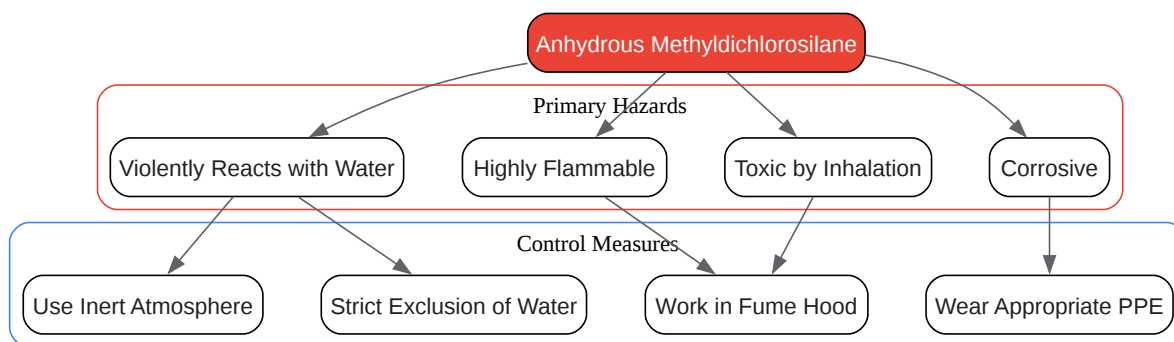 Anhydrous Methyldichlorosilane
Primary Hazards
Violently Reacts with Water
Highly Flammable
Toxic by Inhalation
Corrosive
Control Measures
Use Inert Atmosphere
Strict Exclusion of Water
Work in Fume Hood
Wear Appropriate PPE